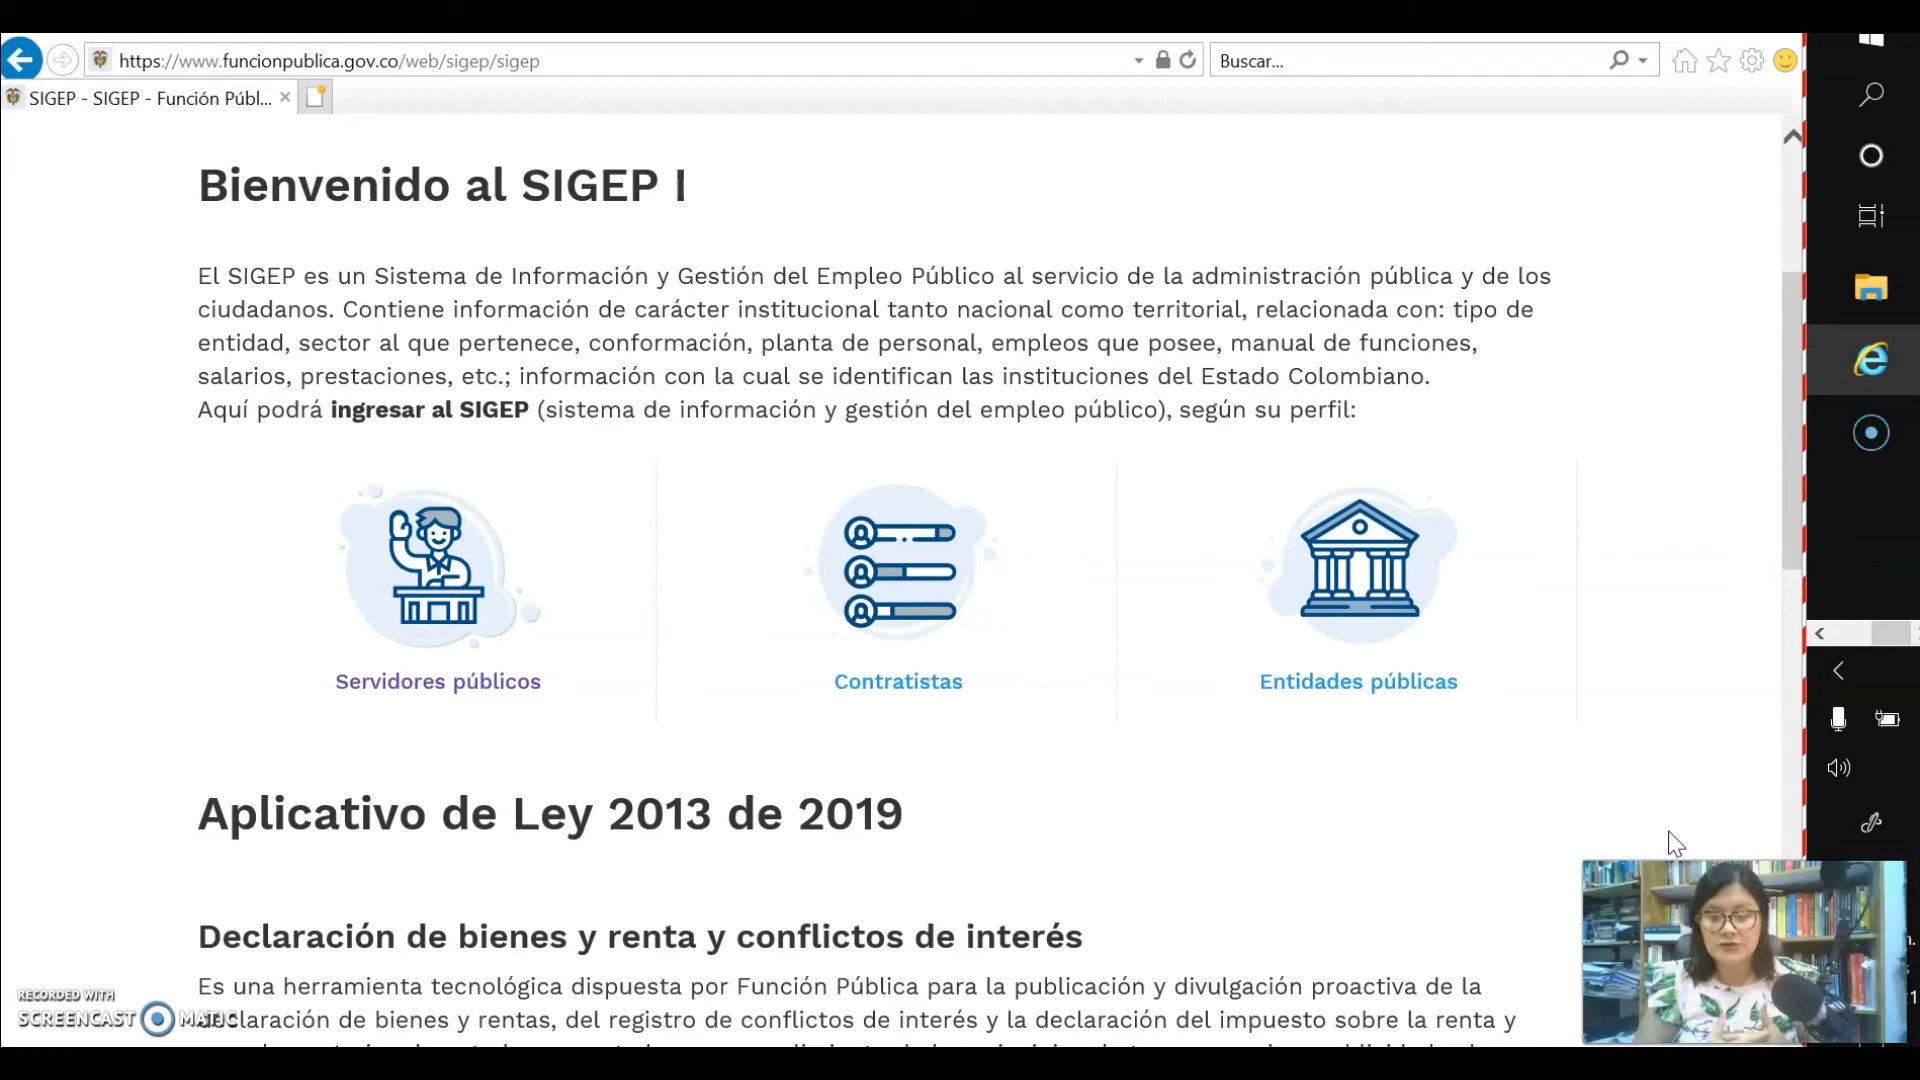 https://www.funcionpublica.gov.co/web/sigep/sigep
Buscar...
SIGEP - SIGEP - Función Públ...
Bienvenido al SIGEP I
El SIGEP es un Sistema de Información y Gestión del Empleo Público al servicio de la administración pública y de los
ciudadanos. Contiene información de carácter institucional tanto nacional como territorial, relacionada con: tipo de
entidad, sector al que pertenece, conformación, planta de personal, empleos que posee, manual de funciones,
salarios, prestaciones, etc.; información con la cual se identifican las instituciones del Estado Colombiano.
Aquí podrá ingresar al SIGEP (sistema de información y gestión del empleo público), según su perfil:
Servidores públicos
Contratistas
Entidades públicas
Aplicativo de Ley 2013 de 2019
Declaración de bienes y renta y conflictos de interés
Es una herramienta tecnológica dispuesta por Función Pública para la publicación y divulgación proactiva de la
declaración de bienes y rentas, del registro de conflictos de interés y la declaración del impuesto sobre la renta y
RECORDED WITH
SCREENCAST MATIC